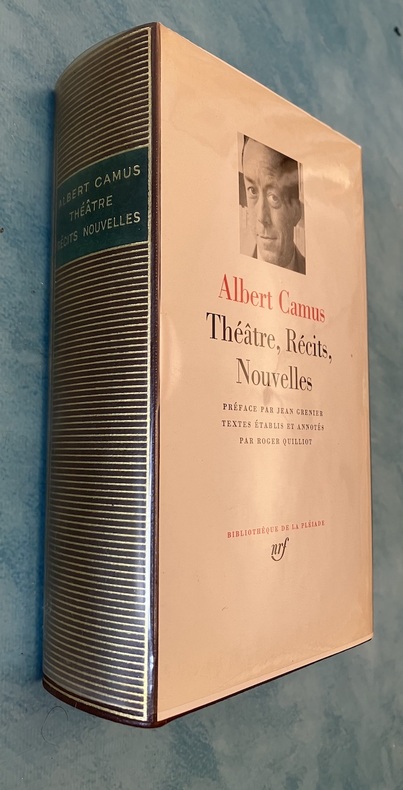 ALBERT CAMUS
THÉÂTRE
RÉCITS NOUVELLES
Albert Camus
Théâtre, Récits,
Nouvelles
PRÉFACE PAR JEAN GRENIER
TEXTES ÉTABLIS ET ANNOTÉS
PAR ROGER QUILLIOT
BIBLIOTHÈQUE DE LA PLÉIADE
nrf